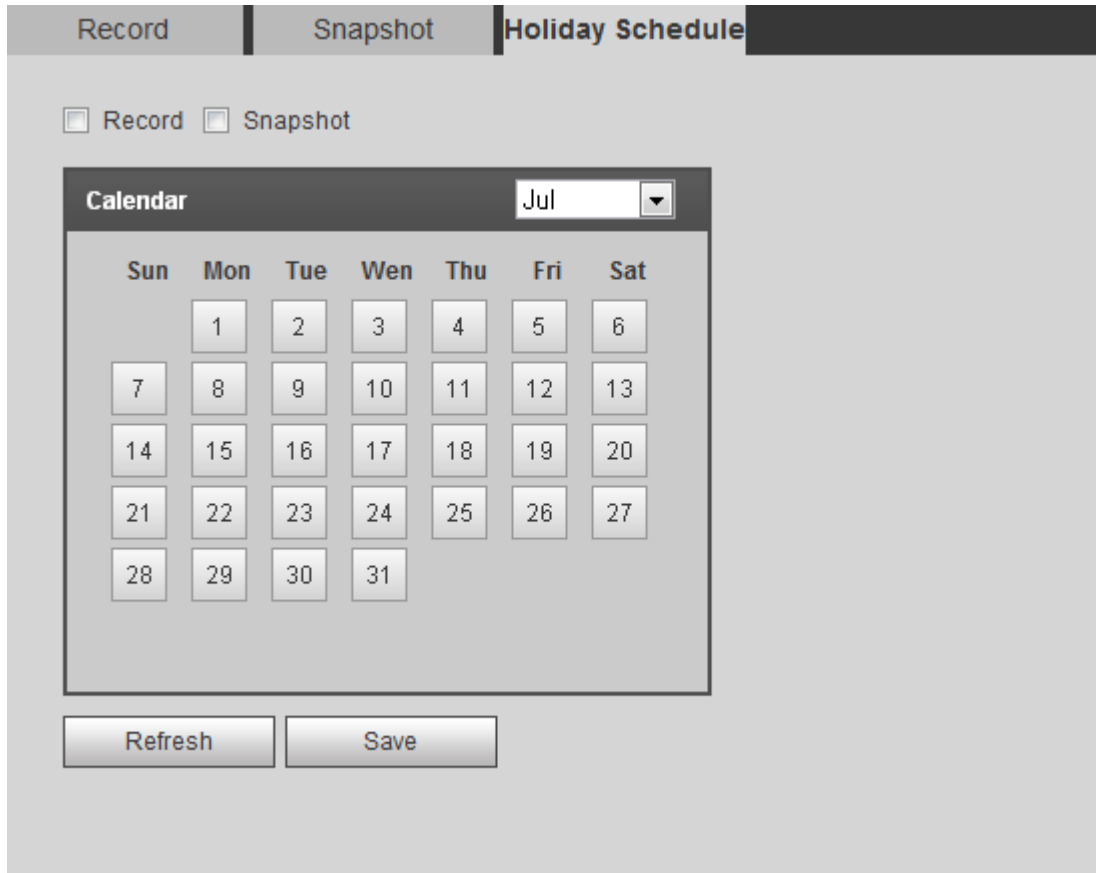 Record Snapshot Holiday Schedule
Record Snapshot
Calendar Jul
Sun Mon Tue Wen Thu Fri Sat
1 2 3 4 5 6
7 8 9 10 11 12 13
14 15 16 17 18 19 20
21 22 23 24 25 26 27
28 29 30 31
Refresh Save